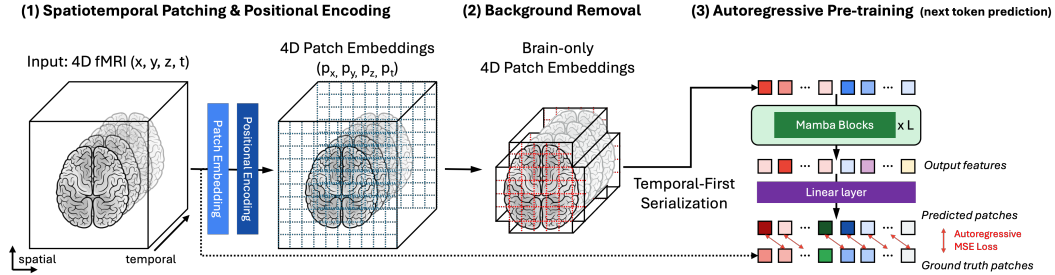 (1) Spatiotemporal Patching & Positional Encoding
(2) Background Removal
(3) Autoregressive Pre-training (next token prediction)
Input: 4D fMRI (x, y, z, t)
spatial
temporal
Patch Embedding
Positional Encoding
4D Patch Embeddings
(px, py, pz, pt)
Brain-only
4D Patch Embeddings
Temporal-First
Serialization
...
...
Mamba Blocks
x L
...
...
Output features
Linear layer
Predicted patches
...
...
Autoregressive
MSE Loss
...
...
Ground truth patches